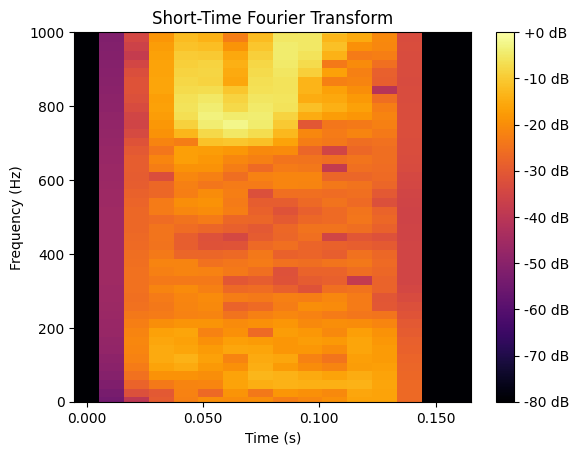 Short-Time Fourier Transform
1000
800
600
400
200
0
Frequency (Hz)
0.000
0.050
0.100
0.150
Time (s)
+0 dB
-10 dB
-20 dB
-30 dB
-40 dB
-50 dB
-60 dB
-70 dB
-80 dB